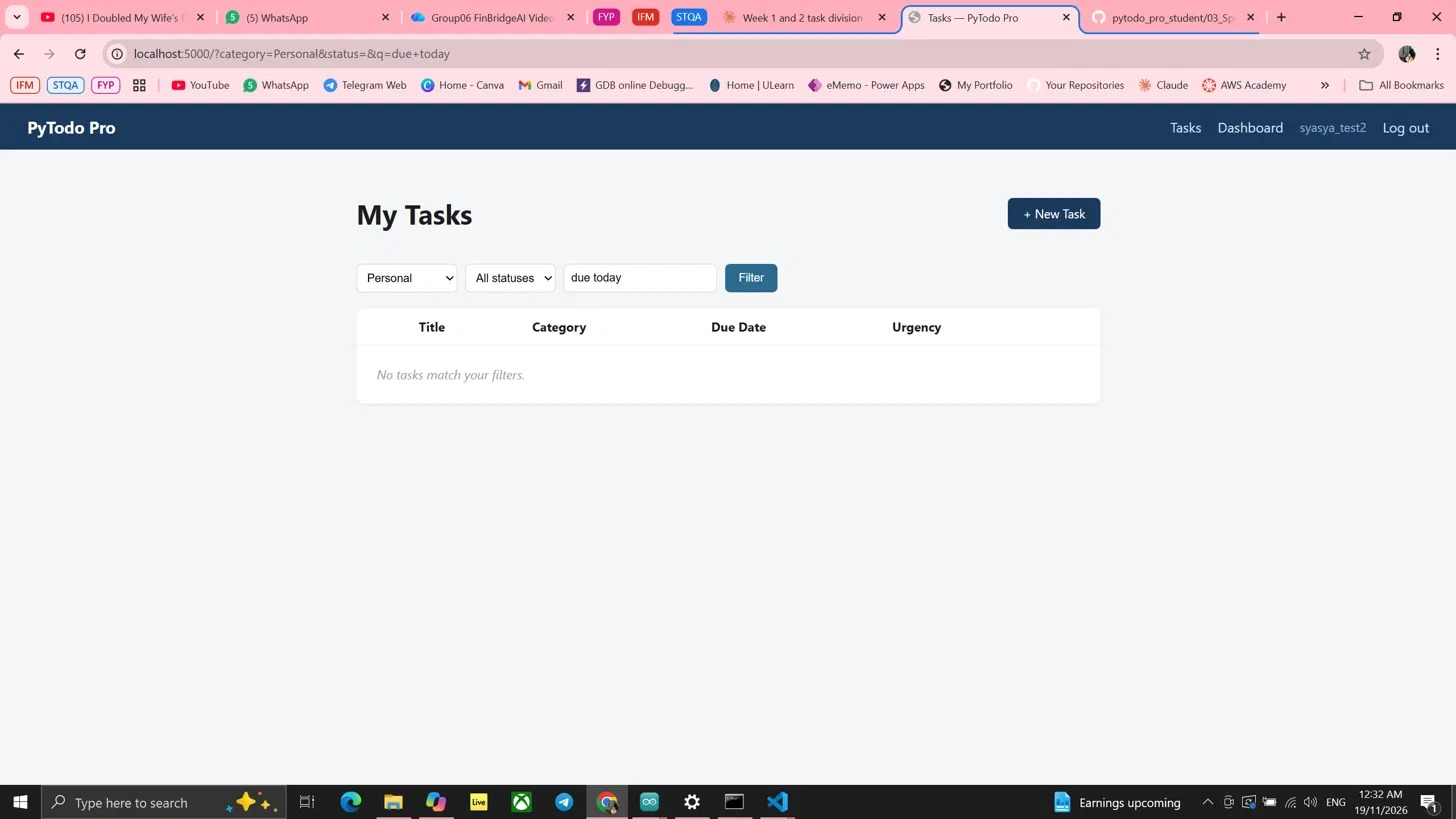 (105) I Doubled My Wife's
(5) WhatsApp
Group06 FinBridgeAI Video
FYP
IFM
STQA
Week 1 and 2 task division
Tasks — PyTodo Pro
pytodo_pro_student/03_Sp
localhost:5000/?category=Personal&status=&q=due+today
IFM
STQA
FYP
YouTube
WhatsApp
Telegram Web
Home - Canva
Gmail
GDB online Debugg...
Home | ULearn
eMemo - Power Apps
My Portfolio
Your Repositories
Claude
AWS Academy
All Bookmarks
PyTodo Pro
Tasks
Dashboard
syasya_test2
Log out
My Tasks
+ New Task
Personal
All statuses
due today
Filter
Title Category Due Date Urgency
No tasks match your filters.
Type here to search
Live
Earnings upcoming
ENG
12:32 AM
19/11/2026
1